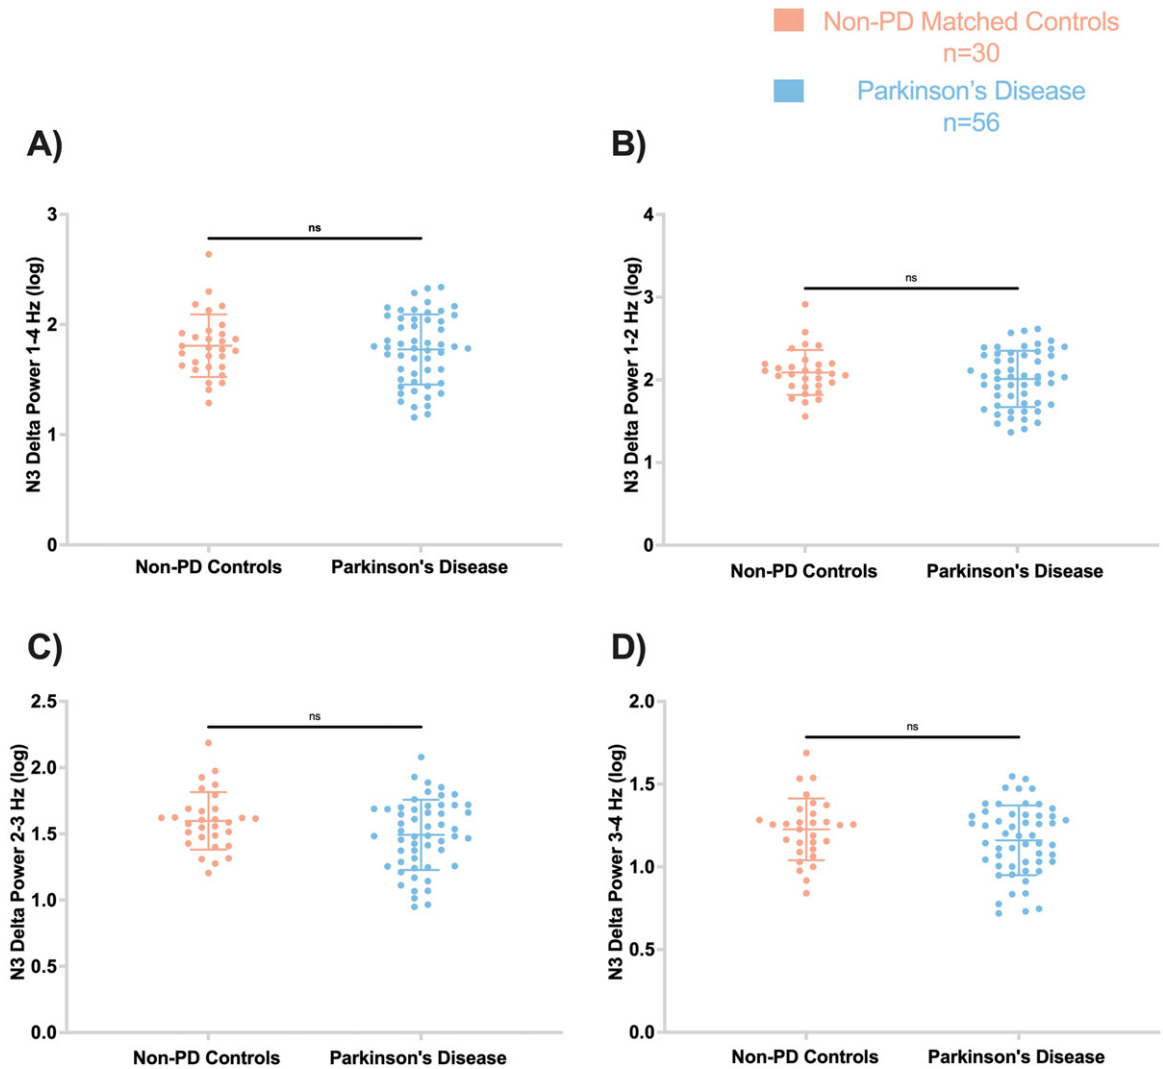 Non-PD Matched Controls
n=30
Parkinson's Disease
n=56
A)
N3 Delta Power 1-4 Hz (log)
3
2
1
0
ns
Non-PD Controls
Parkinson's Disease
B)
N3 Delta Power 1-2 Hz (log)
4
3
2
1
0
ns
Non-PD Controls
Parkinson's Disease
C)
N3 Delta Power 2-3 Hz (log)
2.5
2.0
1.5
1.0
0.5
0.0
ns
Non-PD Controls
Parkinson's Disease
D)
N3 Delta Power 3-4 Hz (log)
2.0
1.5
1.0
0.5
0.0
ns
Non-PD Controls
Parkinson's Disease